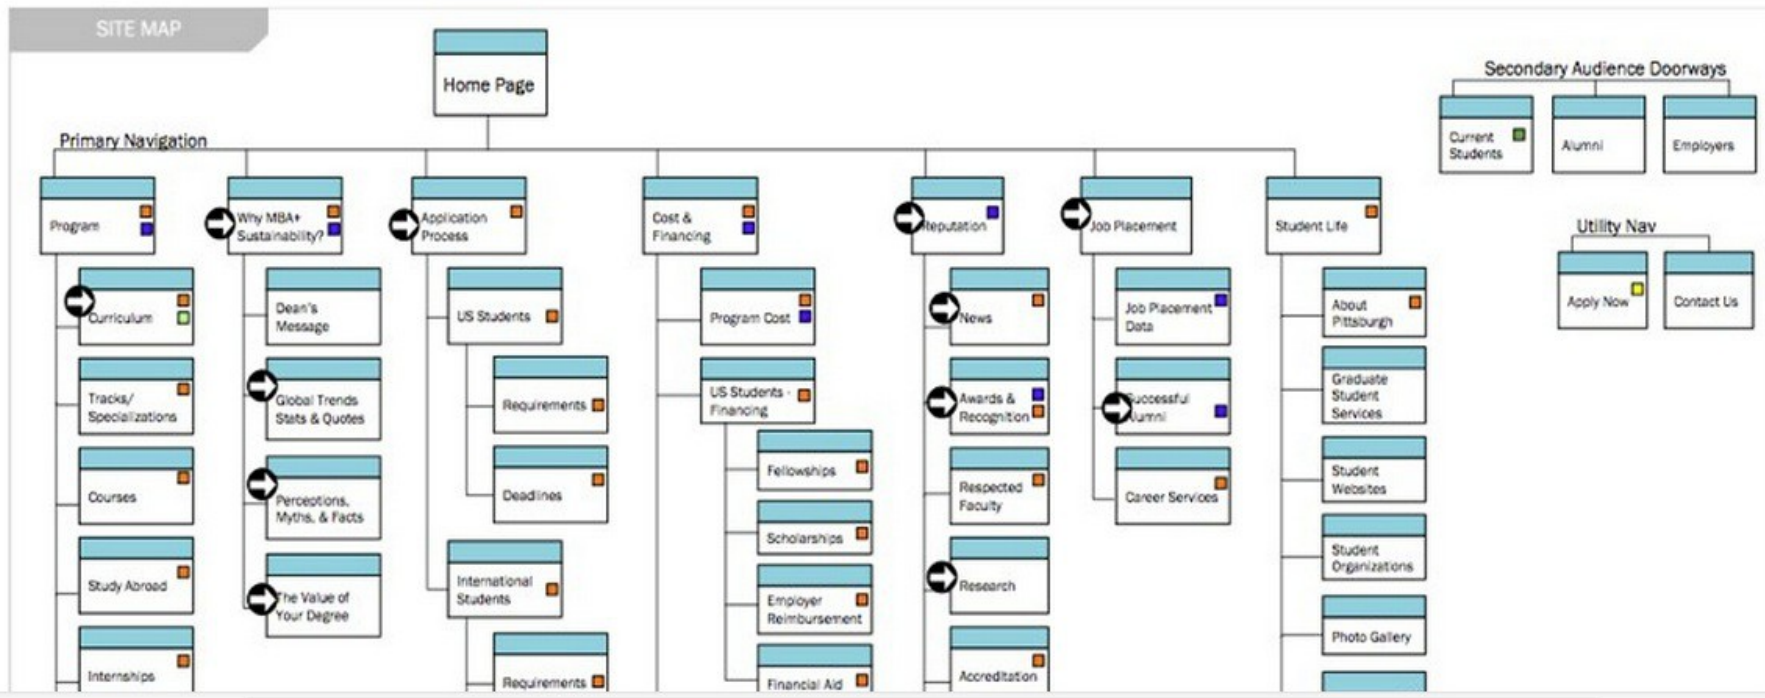 SITE MAP
Home Page
Secondary Audience Doorways
Current
Students
Alumni
Employers
Utility Nav
Apply Now
Contact Us
Primary Navigation
Program
Curriculum
Tracks/
Specializations
Courses
Study Abroad
Internships
Why MBA+
Sustainability?
Dean's
Message
Global Trends
Stats & Quotes
Perceptions,
Myths, & Facts
The Value of
Your Degree
Application
Process
US Students
Requirements
Deadlines
International
Students
Requirements
Cost &
Financing
Program Cost
US Students -
Financing
Fellowships
Scholarships
Employer
Reimbursement
Financial Aid
Reputation
News
Awards &
Recognition
Respected
Faculty
Research
Accreditation
Job Placement
Job Placement
Data
Successful
Alumni
Career Services
Student Life
About
Pittsburgh
Graduate
Student
Services
Student
Websites
Student
Organizations
Photo Gallery